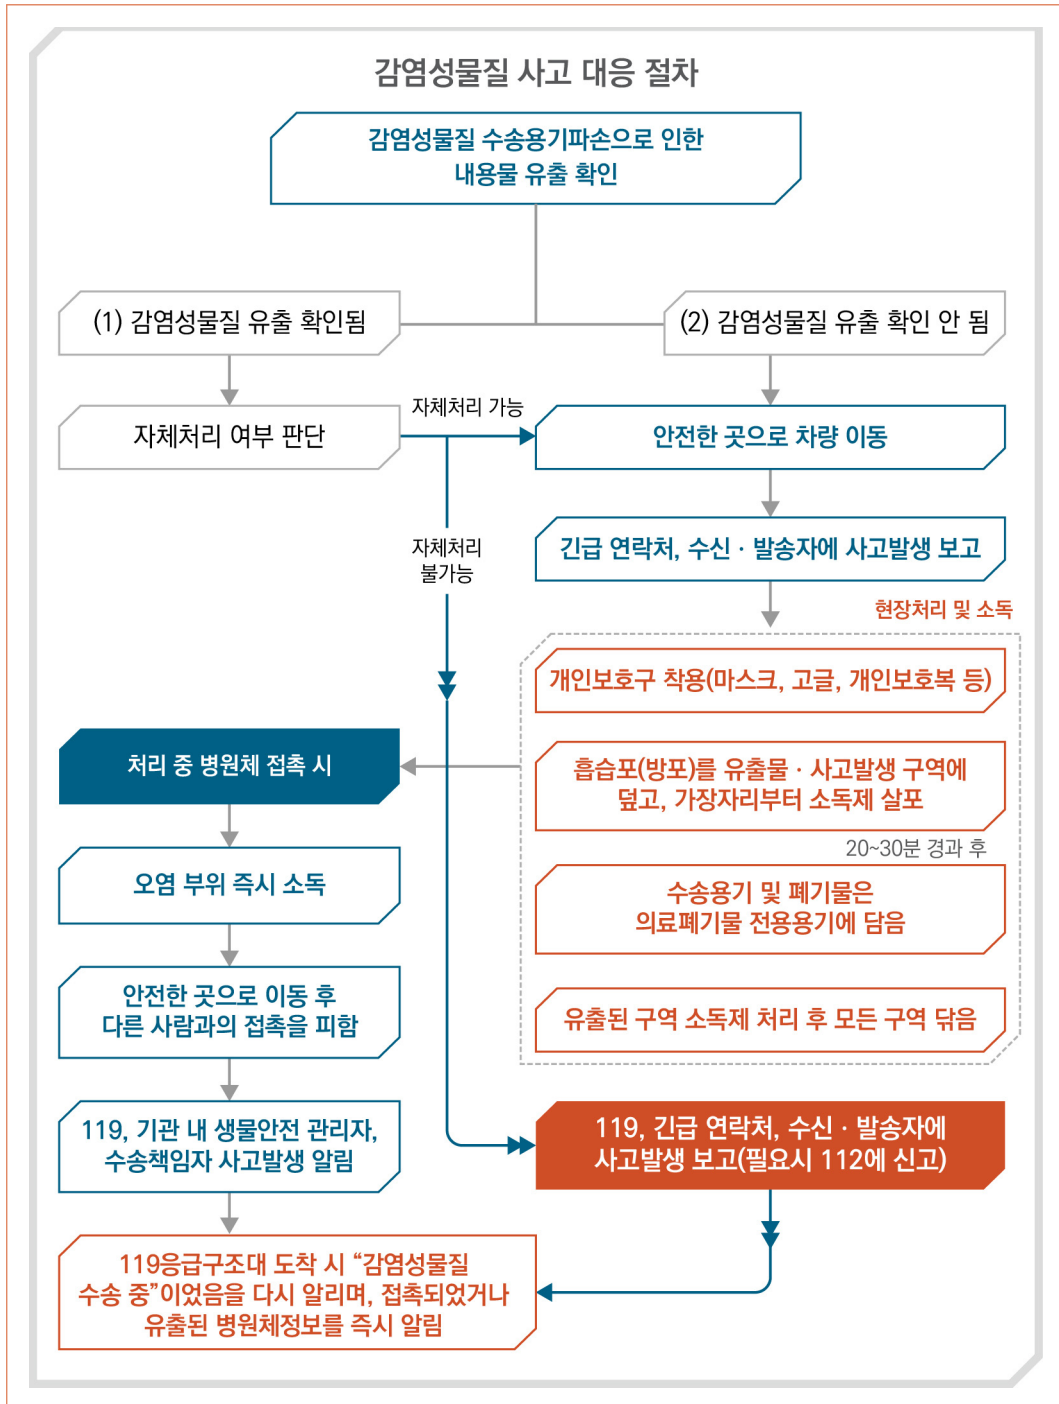 감염성물질 사고 대응 절차
감염성물질 수송용기파손으로 인한
내용물 유출 확인
(1) 감염성물질 유출 확인됨
(2) 감염성물질 유출 확인 안 됨
자체처리 여부 판단
자체처리 가능
안전한 곳으로 차량 이동
자체처리
불가능
긴급 연락처, 수신 · 발송자에 사고발생 보고
현장처리 및 소독
개인보호구 착용(마스크, 고글, 개인보호복 등)
흡습포(방포)를 유출물 · 사고발생 구역에
덮고, 가장자리부터 소독제 살포
20~30분 경과 후
수송용기 및 폐기물은
의료폐기물 전용용기에 담음
유출된 구역 소독제 처리 후 모든 구역 닦음
처리 중 병원체 접촉 시
오염 부위 즉시 소독
안전한 곳으로 이동 후
다른 사람과의 접촉을 피함
119, 기관 내 생물안전 관리자,
수송책임자 사고발생 알림
119, 긴급 연락처, 수신 · 발송자에
사고발생 보고(필요시 112에 신고)
119응급구조대 도착 시 “감염성물질
수송 중”이었음을 다시 알리며, 접촉되었거나
유출된 병원체정보를 즉시 알림